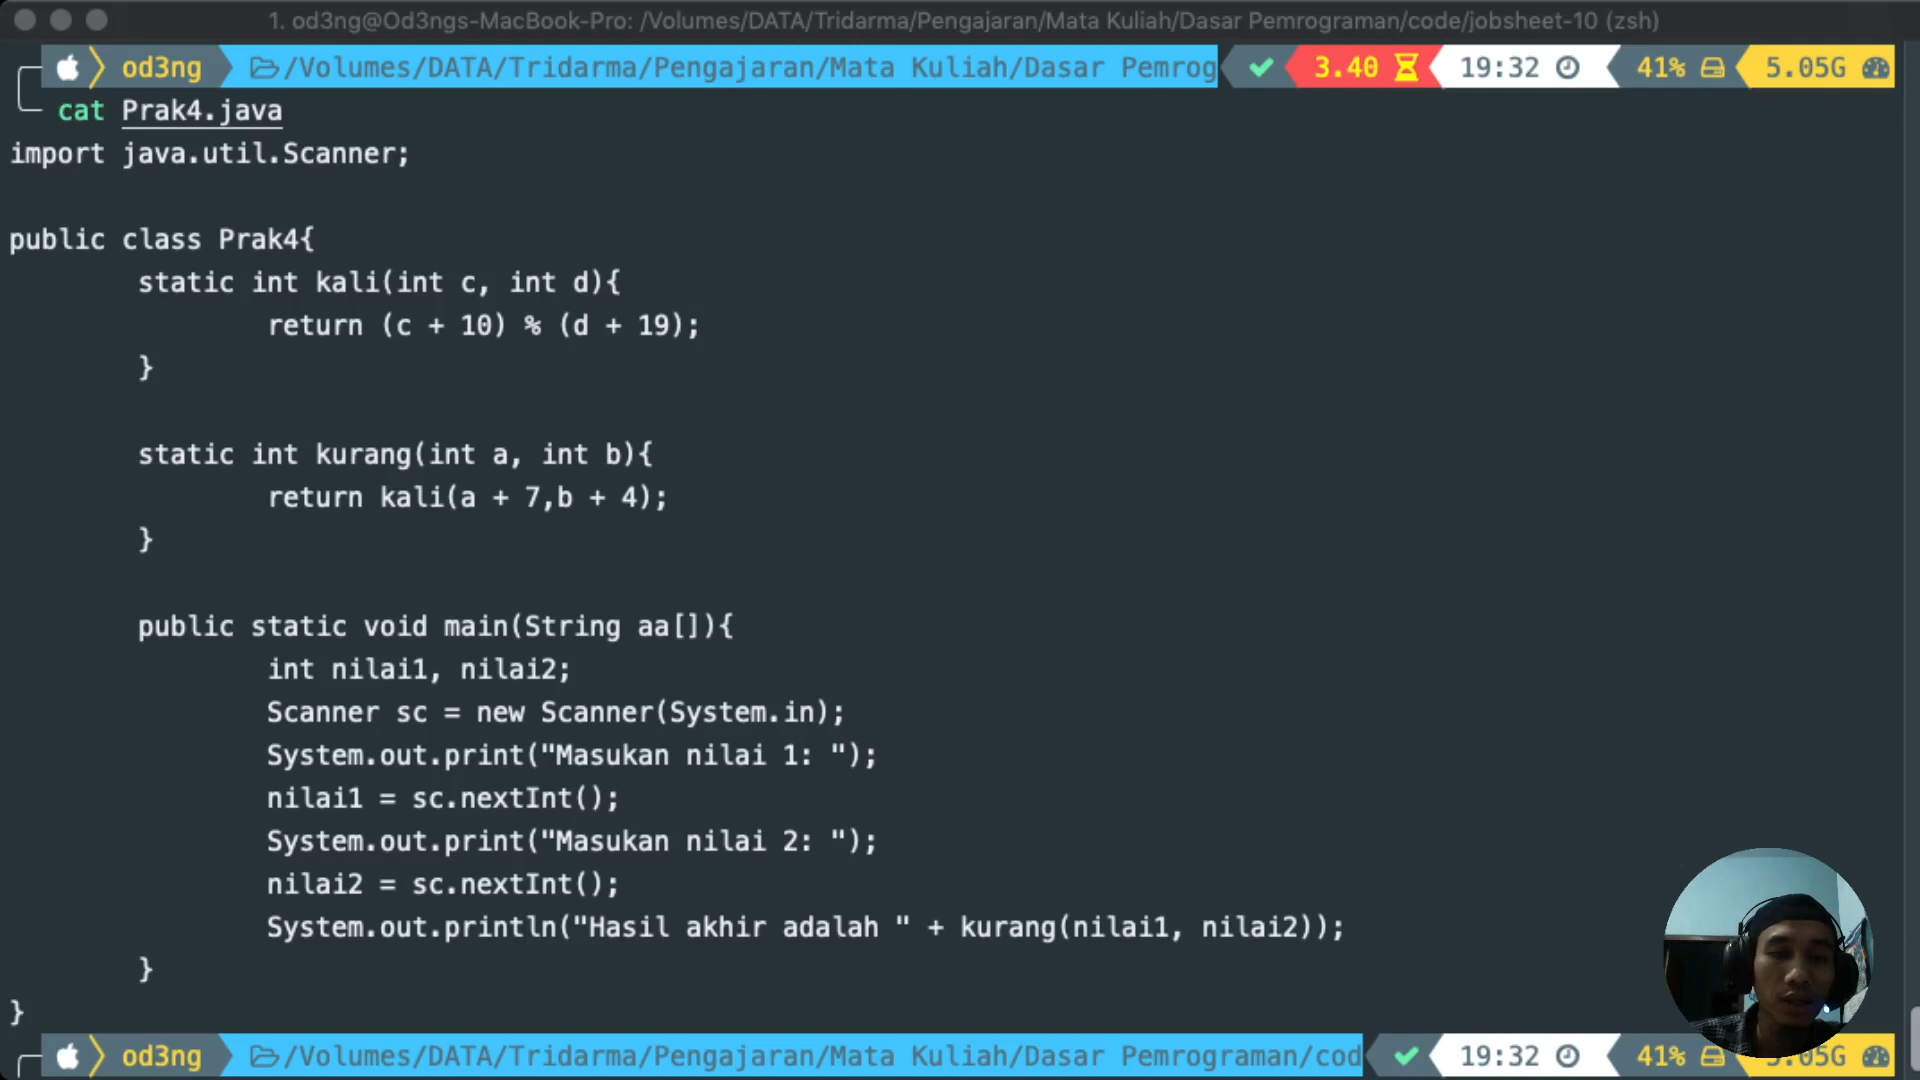 1. od3ng@Od3ngs-MacBook-Pro: /Volumes/DATA/Tridarma/Pengajaran/Mata Kuliah/Dasar Pemrograman/code/jobsheet-10 (zsh)
od3ng /Volumes/DATA/Tridarma/Pengajaran/Mata Kuliah/Dasar Pemrog 3.40 19:32 41% 5.05G
cat Prak4.java
import java.util.Scanner;
public class Prak4{
static int kali(int c, int d){
return (c + 10) % (d + 19);
}
static int kurang(int a, int b){
return kali(a + 7,b + 4);
}
public static void main(String aa[]){
int nilai1, nilai2;
Scanner sc = new Scanner(System.in);
System.out.print("Masukan nilai 1: ");
nilai1 = sc.nextInt();
System.out.print("Masukan nilai 2: ");
nilai2 = sc.nextInt();
System.out.println("Hasil akhir adalah " + kurang(nilai1, nilai2));
}
}
od3ng /Volumes/DATA/Tridarma/Pengajaran/Mata Kuliah/Dasar Pemrograman/cod 19:32 41% 5.05G